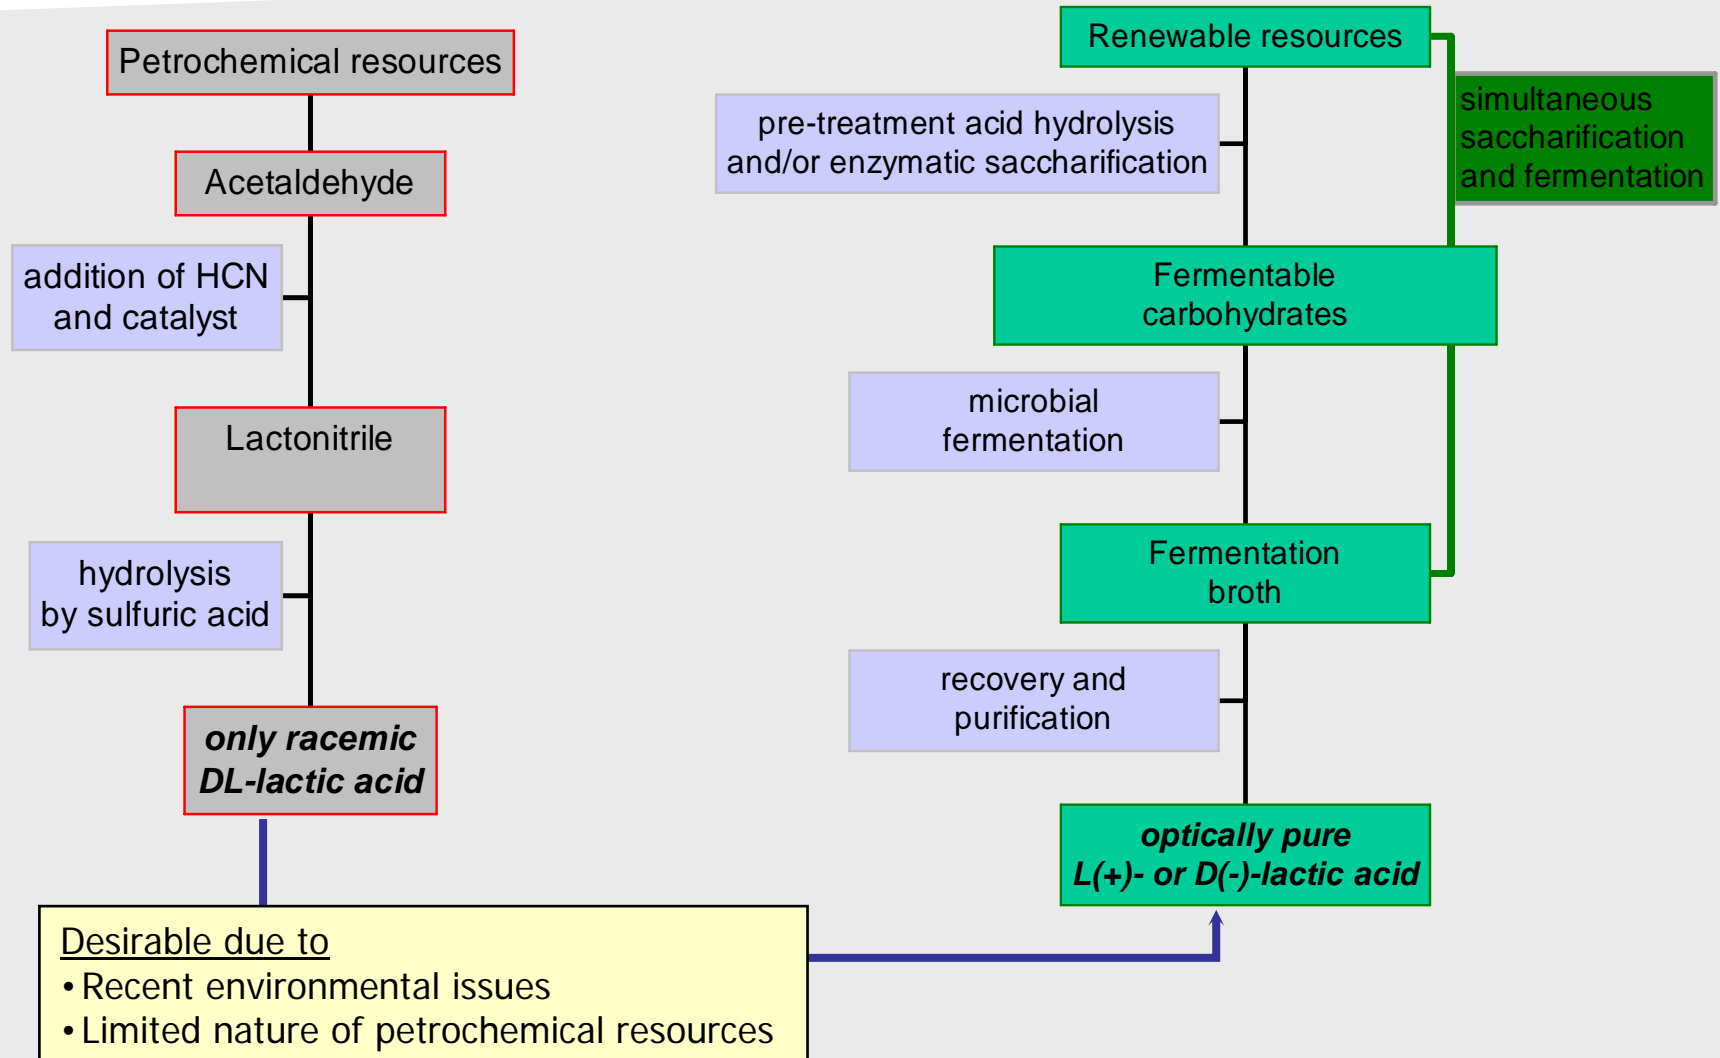 Petrochemical resources
Acetaldehyde
addition of HCN
and catalyst
Lactonitrile
hydrolysis
by sulfuric acid
only racemic
DL-lactic acid
Renewable resources
pre-treatment acid hydrolysis
and/or enzymatic saccharification
simultaneous
saccharification
and fermentation
Fermentable
carbohydrates
microbial
fermentation
Fermentation
broth
recovery and
purification
optically pure
L(+)- or D(-)-lactic acid
Desirable due to
• Recent environmental issues
• Limited nature of petrochemical resources